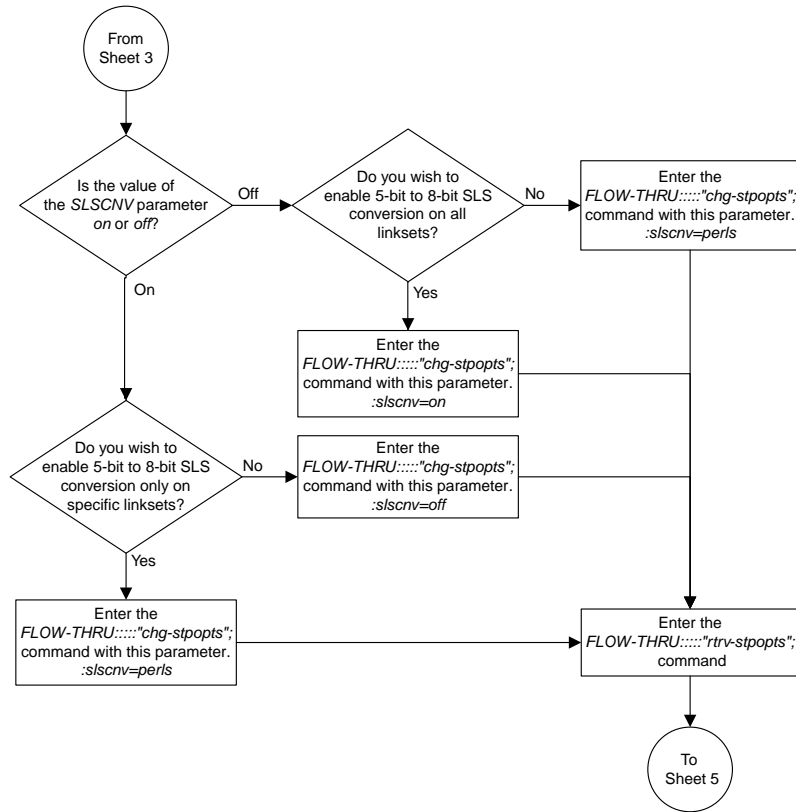 From
Sheet 3
Is the value of
the SLSCNV parameter
on or off?
Off
Do you wish to
enable 5-bit to 8-bit SLS
conversion on all
linksets?
No
Enter the
FLOW-THRU:::::"chg-stpopts";
command with this parameter.
:slscnv=perls
On
Yes
Enter the
FLOW-THRU:::::"chg-stpopts";
command with this parameter.
:slscnv=on
Do you wish to
enable 5-bit to 8-bit SLS
conversion only on
specific linksets?
No
Enter the
FLOW-THRU:::::"chg-stpopts";
command with this parameter.
:slscnv=off
Yes
Enter the
FLOW-THRU:::::"chg-stpopts";
command with this parameter.
:slscnv=perls
Enter the
FLOW-THRU:::::"rtrv-stpopts";
command
To
Sheet 5